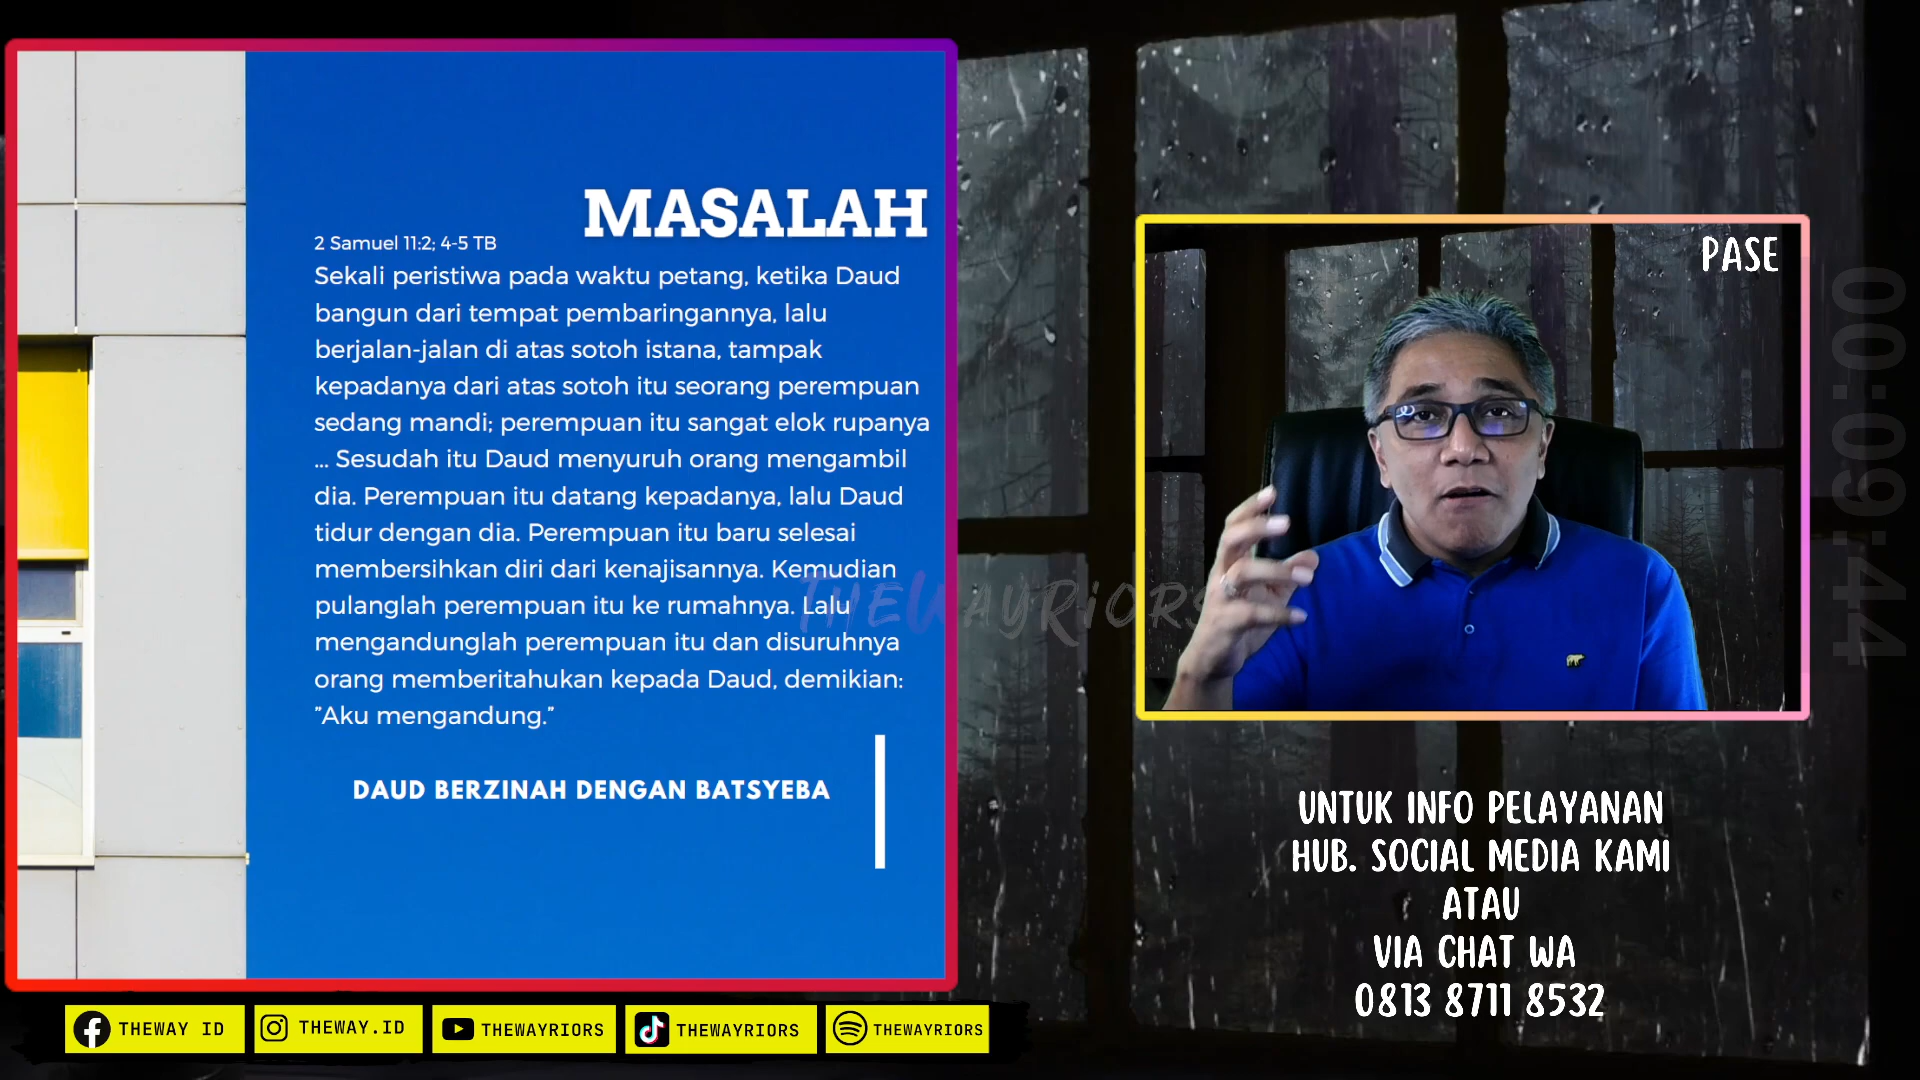 MASALAH
2 Samuel 11:2; 4-5 TB
Sekali peristiwa pada waktu petang, ketika Daud
bangun dari tempat pembaringannya, lalu
berjalan-jalan di atas sotoh istana, tampak
kepadanya dari atas sotoh itu seorang perempuan
sedang mandi; perempuan itu sangat elok rupanya
... Sesudah itu Daud menyuruh orang mengambil
dia. Perempuan itu datang kepadanya, lalu Daud
tidur dengan dia. Perempuan itu baru selesai
membersihkan diri dari kenajisannya. Kemudian
pulanglah perempuan itu ke rumahnya. Lalu
mengandunglah perempuan itu dan disuruhnya
orang memberitahukan kepada Daud, demikian:
"Aku mengandung."
DAUD BERZINAH DENGAN BATSYEBA
THEWAYRIORS
PASE
00:09:44
UNTUK INFO PELAYANAN
HUB. SOCIAL MEDIA KAMI
ATAU
VIA CHAT WA
0813 8711 8532
THEWAY ID
THEWAY.ID
THEWAYRIORS
THEWAYRIORS
THEWAYRIORS